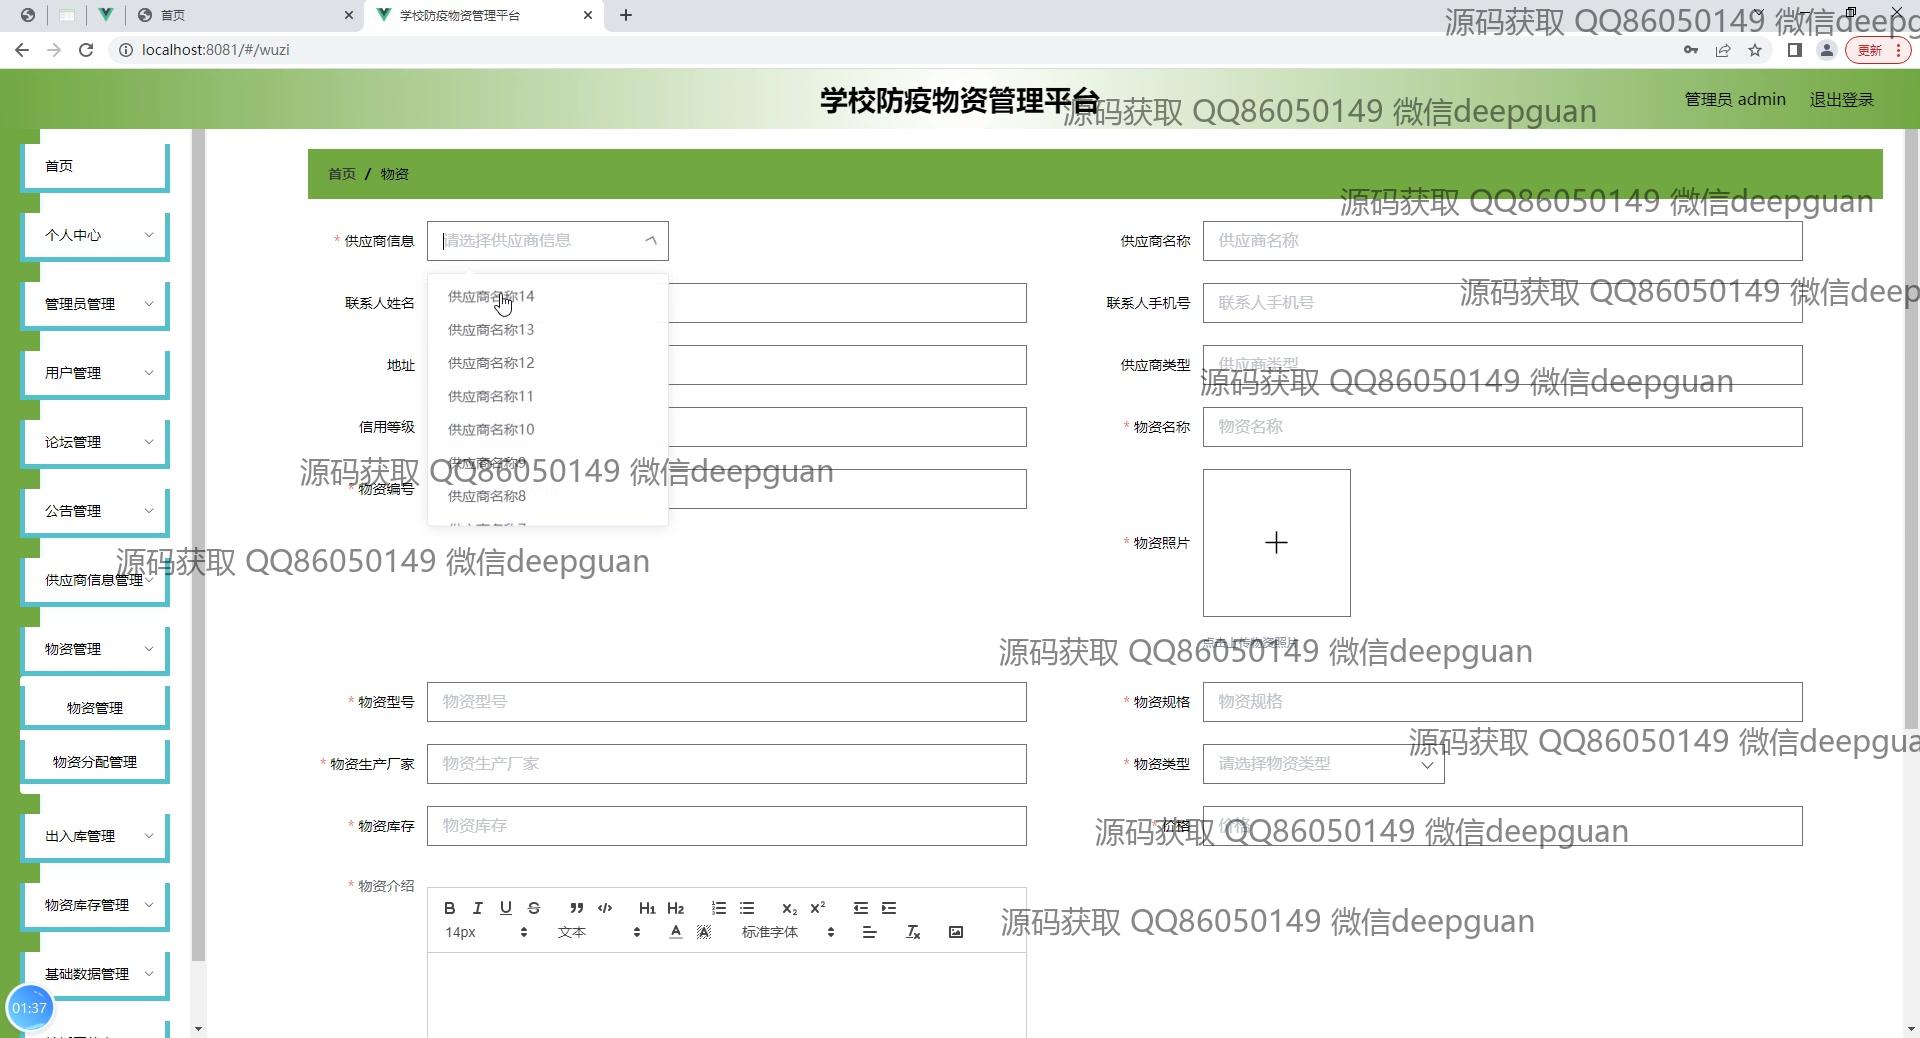 首页
学校防疫物资管理平台
localhost:8081/#/wuzi
更新
源码获取 QQ86050149 微信deepg
学校防疫物资管理平台
管理员 admin
退出登录
源码获取 QQ86050149 微信deepguan
首页
个人中心
管理员管理
用户管理
论坛管理
公告管理
供应商信息管理
物资管理
物资管理
物资分配管理
出入库管理
物资库存管理
基础数据管理
01:37
首页 / 物资
源码获取 QQ86050149 微信deepguan
* 供应商信息
请选择供应商信息
供应商名称
供应商名称
供应商名称14
供应商名称13
供应商名称12
供应商名称11
供应商名称10
供应商名称9
供应商名称8
联系人姓名
联系人手机号
联系人手机号
源码获取 QQ86050149 微信deep
地址
供应商类型
供应商类型
源码获取 QQ86050149 微信deepguan
信用等级
* 物资名称
物资名称
源码获取 QQ86050149 微信deepguan
* 物资编号
* 物资照片
源码获取 QQ86050149 微信deepguan
点击上传物资照片
源码获取 QQ86050149 微信deepguan
* 物资型号
物资型号
* 物资规格
物资规格
源码获取 QQ86050149 微信deepgua
* 物资生产厂家
物资生产厂家
* 物资类型
请选择物资类型
* 物资库存
物资库存
* 价格
价格
源码获取 QQ86050149 微信deepguan
* 物资介绍
B I U S H1 H2 X2 X2
14px 文本 A A 标准字体
源码获取 QQ86050149 微信deepguan